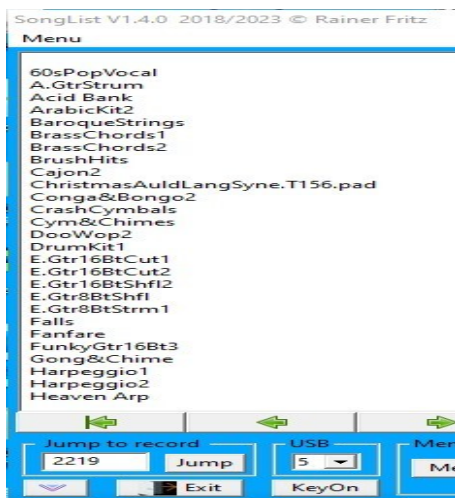 SongList V1.4.0 2018/2023 © Rainer Fritz
Menu
60sPopVocal
A.GtrStrum
Acid Bank
ArabicKit2
BaroqueStrings
BrassChords1
BrassChords2
BrushHits
Cajon2
ChristmasAuldLangSyne.T156.pad
Conga&Bongo2
CrashCymbals
Cym&Chimes
DooWop2
DrumKit1
E.Gtr16BtCut1
E.Gtr16BtCut2
E.Gtr16BtShfl2
E.Gtr8BtShfl
E.Gtr8BtStrm1
Falls
Fanfare
FunkyGtr16Bt3
Gong&Chime
Harpeggio1
Harpeggio2
Heaven Arp
Jump to record USB Mer
2219 Jump 5 Me
Exit KeyOn